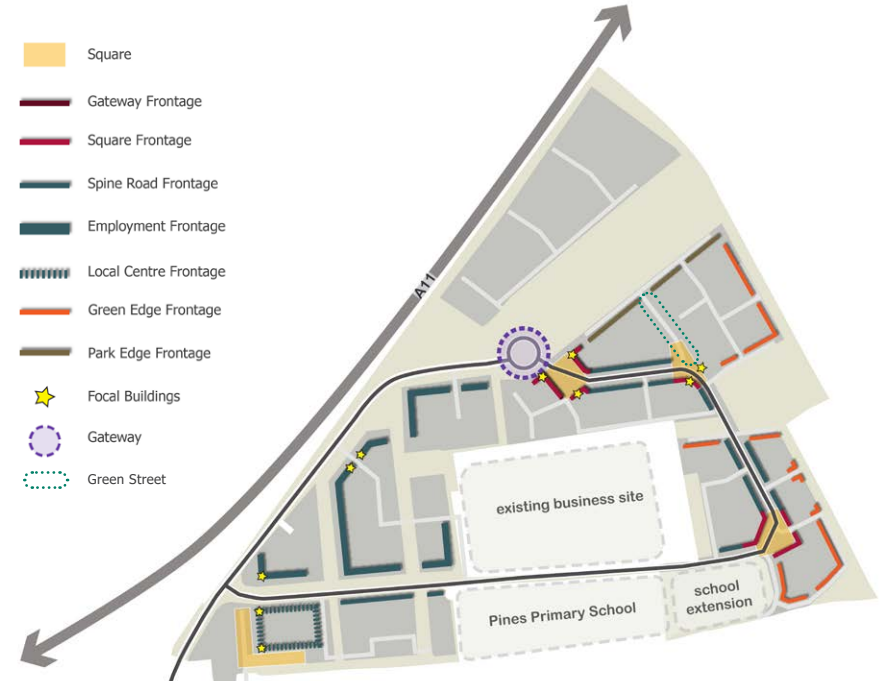 Square
Gateway Frontage
Square Frontage
Spine Road Frontage
Employment Frontage
Local Centre Frontage
Green Edge Frontage
Park Edge Frontage
Focal Buildings
Gateway
Green Street
A11
existing business site
Pines Primary School
school
extension